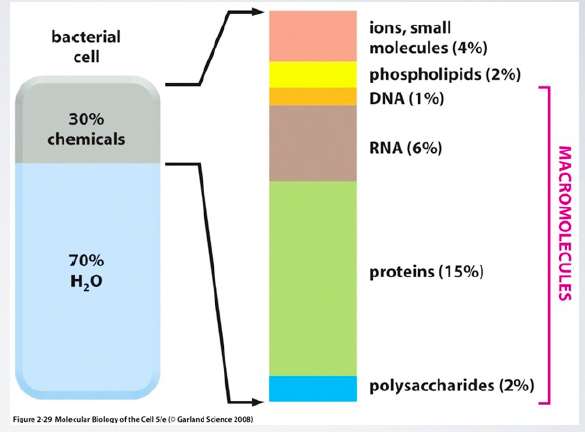 bacterial
cell
30%
chemicals
70%
H₂O
ions, small
molecules (4%)
phospholipids (2%)
DNA (1%)
RNA (6%)
proteins (15%)
polysaccharides (2%)
MACROMOLECULES
Figure 2-29 Molecular Biology of the Cell 5/e (© Garland Science 2008)